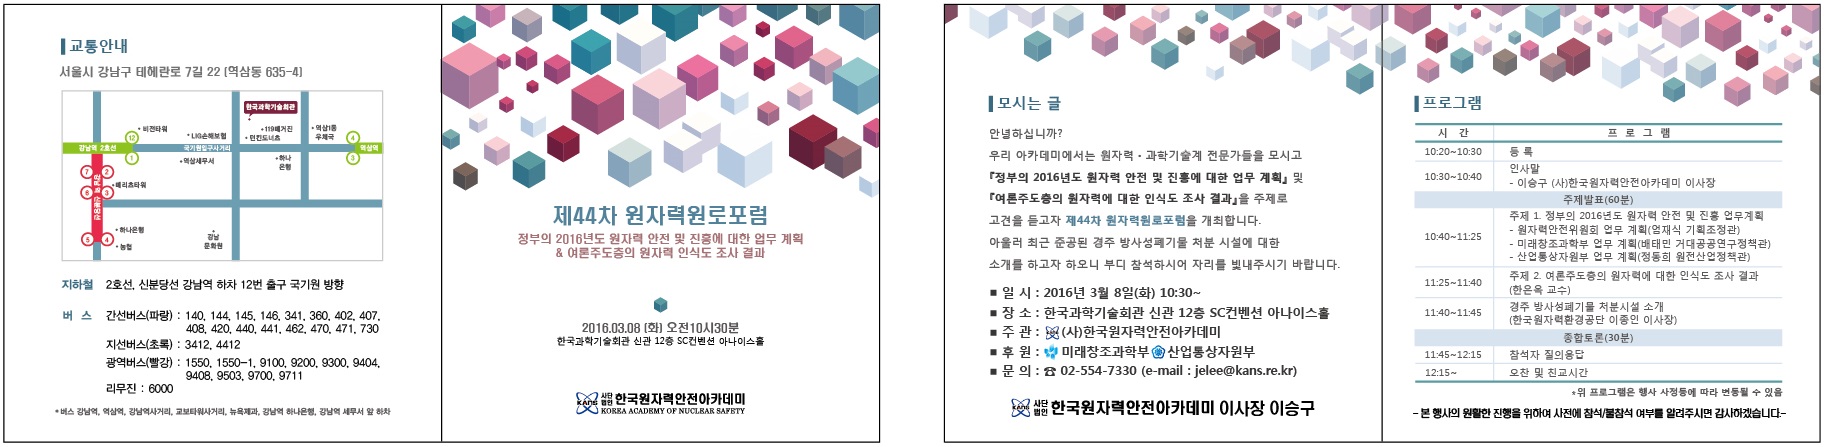 교통안내
서울시 강남구 테헤란로 7길 22 (역삼동 635-4)
한국과학기술회관
비전타워
LIG손해보험
119매거진
던킨도너츠
역삼1동
우체국
12
4
강남역 2호선
국기원입구사거리
역삼역
1
역삼세무서
하나
은행
3
7
2
메리츠타워
6
3
강남역 신분당선
하나은행
5
4
농협
강남
문화원
지하철 2호선, 신분당선 강남역 하차 12번 출구 국기원 방향
버 스 간선버스(파랑) : 140, 144, 145, 146, 341, 360, 402, 407,
408, 420, 440, 441, 462, 470, 471, 730
지선버스(초록) : 3412, 4412
광역버스(빨강) : 1550, 1550-1, 9100, 9200, 9300, 9404,
9408, 9503, 9700, 9711
리무진 : 6000
* 버스 강남역, 역삼역, 강남역사거리, 교보타워사거리, 뉴욕제과, 강남역 하나은행, 강남역 세무서 앞 하차
제44차 원자력원로포럼
정부의 2016년도 원자력 안전 및 진흥에 대한 업무 계획
& 여론주도층의 원자력 인식도 조사 결과
2016.03.08 (화) 오전10시30분
한국과학기술회관 신관 12층 SC컨벤션 아나이스홀
KANS 사단법인 한국원자력안전아카데미
KOREA ACADEMY OF NUCLEAR SAFETY
모시는 글
안녕하십니까?
우리 아카데미에서는 원자력·과학기술계 전문가들을 모시고
『정부의 2016년도 원자력 안전 및 진흥에 대한 업무 계획』 및
『여론주도층의 원자력에 대한 인식도 조사 결과』을 주제로
고견을 듣고자 제44차 원자력원로포럼을 개최합니다.
아울러 최근 준공된 경주 방사성폐기물 처분 시설에 대한
소개를 하고자 하오니 부디 참석하시어 자리를 빛내주시기 바랍니다.
■ 일 시 : 2016년 3월 8일(화) 10:30~
■ 장 소 : 한국과학기술회관 신관 12층 SC컨벤션 아나이스홀
■ 주 관 : (사)한국원자력안전아카데미
■ 후 원 : 미래창조과학부 산업통상자원부
■ 문 의 : ☎ 02-554-7330 (e-mail : jelee@kans.re.kr)
KANS 사단법인 한국원자력안전아카데미 이사장 이승구
프로그램
시 간 프 로 그 램
10:20~10:30 등 록
10:30~10:40 인사말
- 이승구 (사)한국원자력안전아카데미 이사장
주제발표(60분)
10:40~11:25 주제 1. 정부의 2016년도 원자력 안전 및 진흥 업무계획
- 원자력안전위원회 업무 계획(엄재식 기획조정관)
- 미래창조과학부 업무 계획(배태민 거대공공연구정책관)
- 산업통상자원부 업무 계획(정동희 원전산업정책관)
11:25~11:40 주제 2. 여론주도층의 원자력에 대한 인식도 조사 결과
(한은옥 교수)
11:40~11:45 경주 방사성폐기물 처분시설 소개
(한국원자력환경공단 이종인 이사장)
종합토론(30분)
11:45~12:15 참석자 질의응답
12:15~ 오찬 및 친교시간
*위 프로그램은 행사 사정등에 따라 변동될 수 있음
- 본 행사의 원활한 진행을 위하여 사전에 참석/불참석 여부를 알려주시면 감사하겠습니다.-